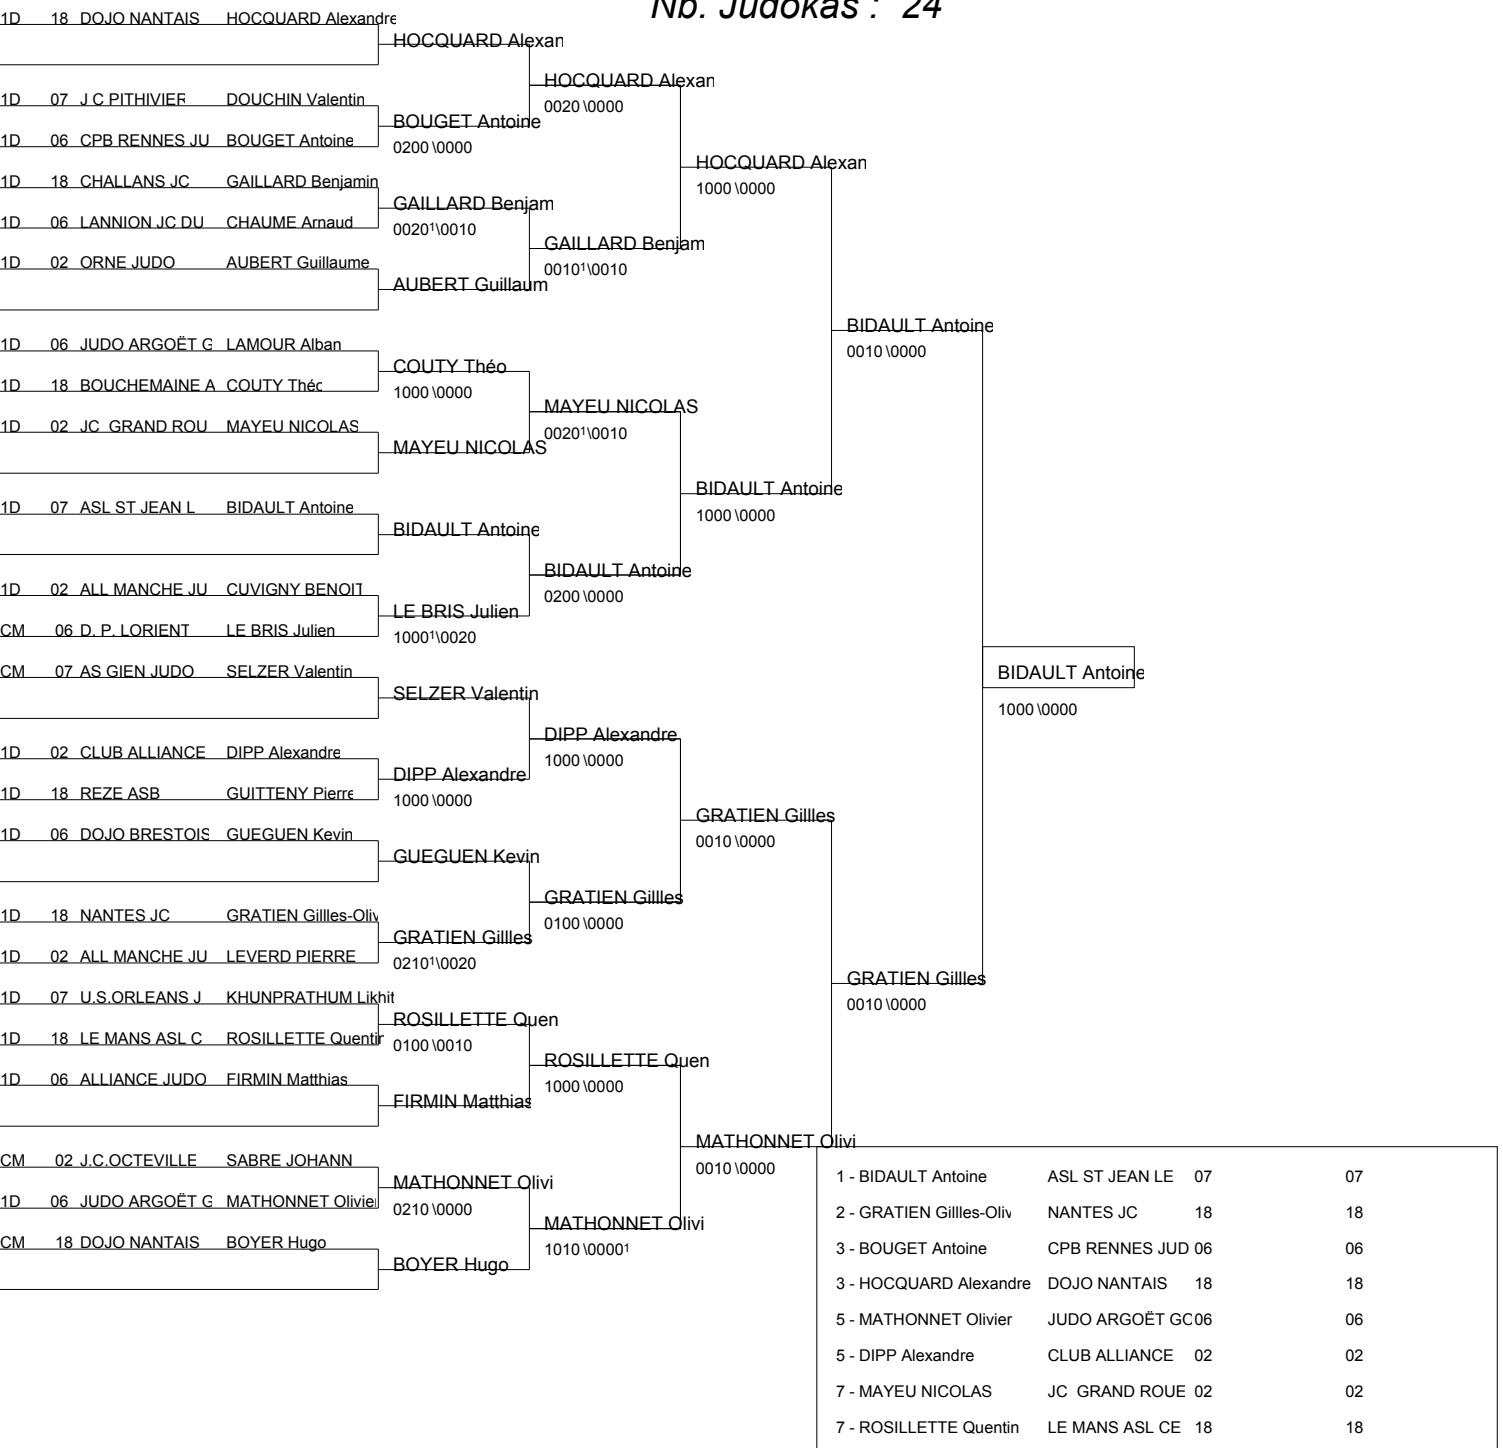 Nb. Judokas : 24
1D 18 DOJO NANTAIS HOCQUARD Alexandre
1D 07 J C PITHIVIER DOUCHIN Valentin
1D 06 CPB RENNES JU BOUGET Antoine
1D 18 CHALLANS JC GAILLARD Benjamin
1D 06 LANNION JC DU CHAUME Arnaud
1D 02 ORNE JUDO AUBERT Guillaume
1D 06 JUDO ARGOËT G LAMOUR Alban
1D 18 BOUCHEMAINE A COUTY Théo
1D 02 JC GRAND ROU MAYEU NICOLAS
1D 07 ASL ST JEAN L BIDAULT Antoine
1D 02 ALL MANCHE JU CUVIGNY BENOIT
CM 06 D. P. LORIENT LE BRIS Julien
CM 07 AS GIEN JUDO SELZER Valentin
1D 02 CLUB ALLIANCE DIPP Alexandre
1D 18 REZE ASB GUITTENY Pierre
1D 06 DOJO BRESTOIS GUEGUEN Kevin
1D 18 NANTES JC GRATIEN Gillles-Oliv
1D 02 ALL MANCHE JU LEVERD PIERRE
1D 07 U.S.ORLEANS J KHUNPRATHUM Likhit
1D 18 LE MANS ASL C ROSILLETTE Quentin
1D 06 ALLIANCE JUDO FIRMIN Matthias
CM 02 J.C.OCTEVILLE SABRE JOHANN
1D 06 JUDO ARGOËT G MATHONNET Olivier
CM 18 DOJO NANTAIS BOYER Hugo
HOCQUARD Alexan
BOUGET Antoine
0200 \0000
GAILLARD Benjam
0020¹\0010
AUBERT Guillaum
COUTY Théo
1000 \0000
MAYEU NICOLAS
BIDAULT Antoine
LE BRIS Julien
1000¹\0020
SELZER Valentin
DIPP Alexandre
1000 \0000
GUEGUEN Kevin
GRATIEN Gillles
0210¹\0020
ROSILLETTE Quen
0100 \0010
FIRMIN Matthias
MATHONNET Olivi
0210 \0000
BOYER Hugo
HOCQUARD Alexan
0020 \0000
GAILLARD Benjam
0010¹\0010
MAYEU NICOLAS
0020¹\0010
BIDAULT Antoine
0200 \0000
DIPP Alexandre
1000 \0000
GRATIEN Gillles
0100 \0000
ROSILLETTE Quen
1000 \0000
MATHONNET Olivi
1010 \0000¹
HOCQUARD Alexan
1000 \0000
BIDAULT Antoine
1000 \0000
GRATIEN Gillles
0010 \0000
MATHONNET Olivi
0010 \0000
BIDAULT Antoine
0010 \0000
GRATIEN Gillles
0010 \0000
BIDAULT Antoine
1000 \0000
1 - BIDAULT Antoine ASL ST JEAN LE 07 07
2 - GRATIEN Gillles-Oliv NANTES JC 18 18
3 - BOUGET Antoine CPB RENNES JUD 06 06
3 - HOCQUARD Alexandre DOJO NANTAIS 18 18
5 - MATHONNET Olivier JUDO ARGOËT GO 06 06
5 - DIPP Alexandre CLUB ALLIANCE 02 02
7 - MAYEU NICOLAS JC GRAND ROUE 02 02
7 - ROSILLETTE Quentin LE MANS ASL CE 18 18